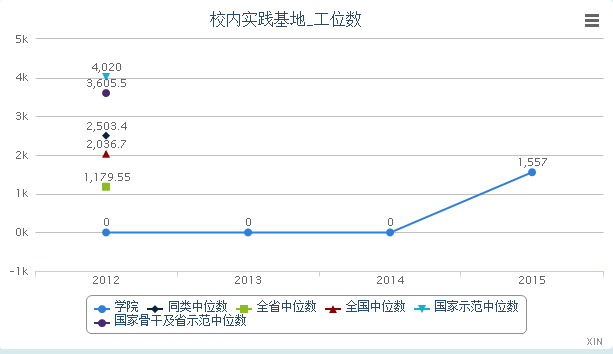 校内实践基地_工位数
5k
4k
3k
2k
1k
0k
-1k
4,020
3,605.5
2,503.4
2,036.7
1,179.55
0
0
0
1,557
2012 2013 2014 2015
学院 同类中位数 全省中位数 全国中位数 国家示范中位数
国家骨干及省示范中位数
XIN